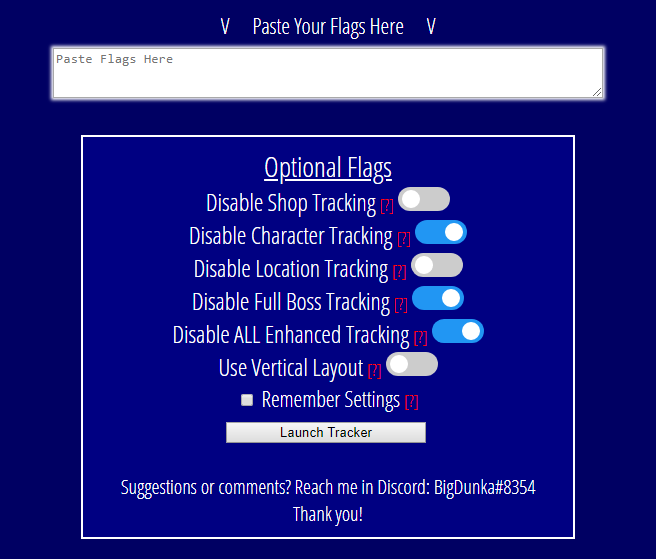 V Paste Your Flags Here V
Paste Flags Here
Optional Flags
Disable Shop Tracking [?]
Disable Character Tracking [?]
Disable Location Tracking [?]
Disable Full Boss Tracking [?]
Disable ALL Enhanced Tracking [?]
Use Vertical Layout [?]
Remember Settings [?]
Launch Tracker
Suggestions or comments? Reach me in Discord: BigDunka#8354
Thank you!